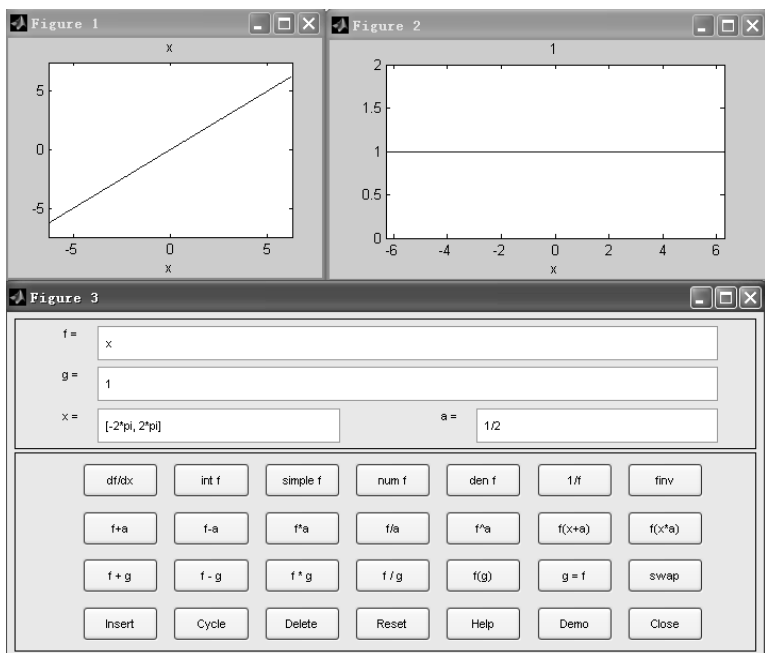 Figure 1
x
5
0
-5
-5 0 5
x
Figure 2
1
2
1.5
1
0.5
0
-6 -4 -2 0 2 4 6
x
Figure 3
f = x
g = 1
x = [-2*pi, 2*pi] a = 1/2
df/dx int f simple f num f den f 1/f finv
f+a f-a f*a f/a f^a f(x+a) f(x*a)
f + g f - g f * g f / g f(g) g = f swap
Insert Cycle Delete Reset Help Demo Close